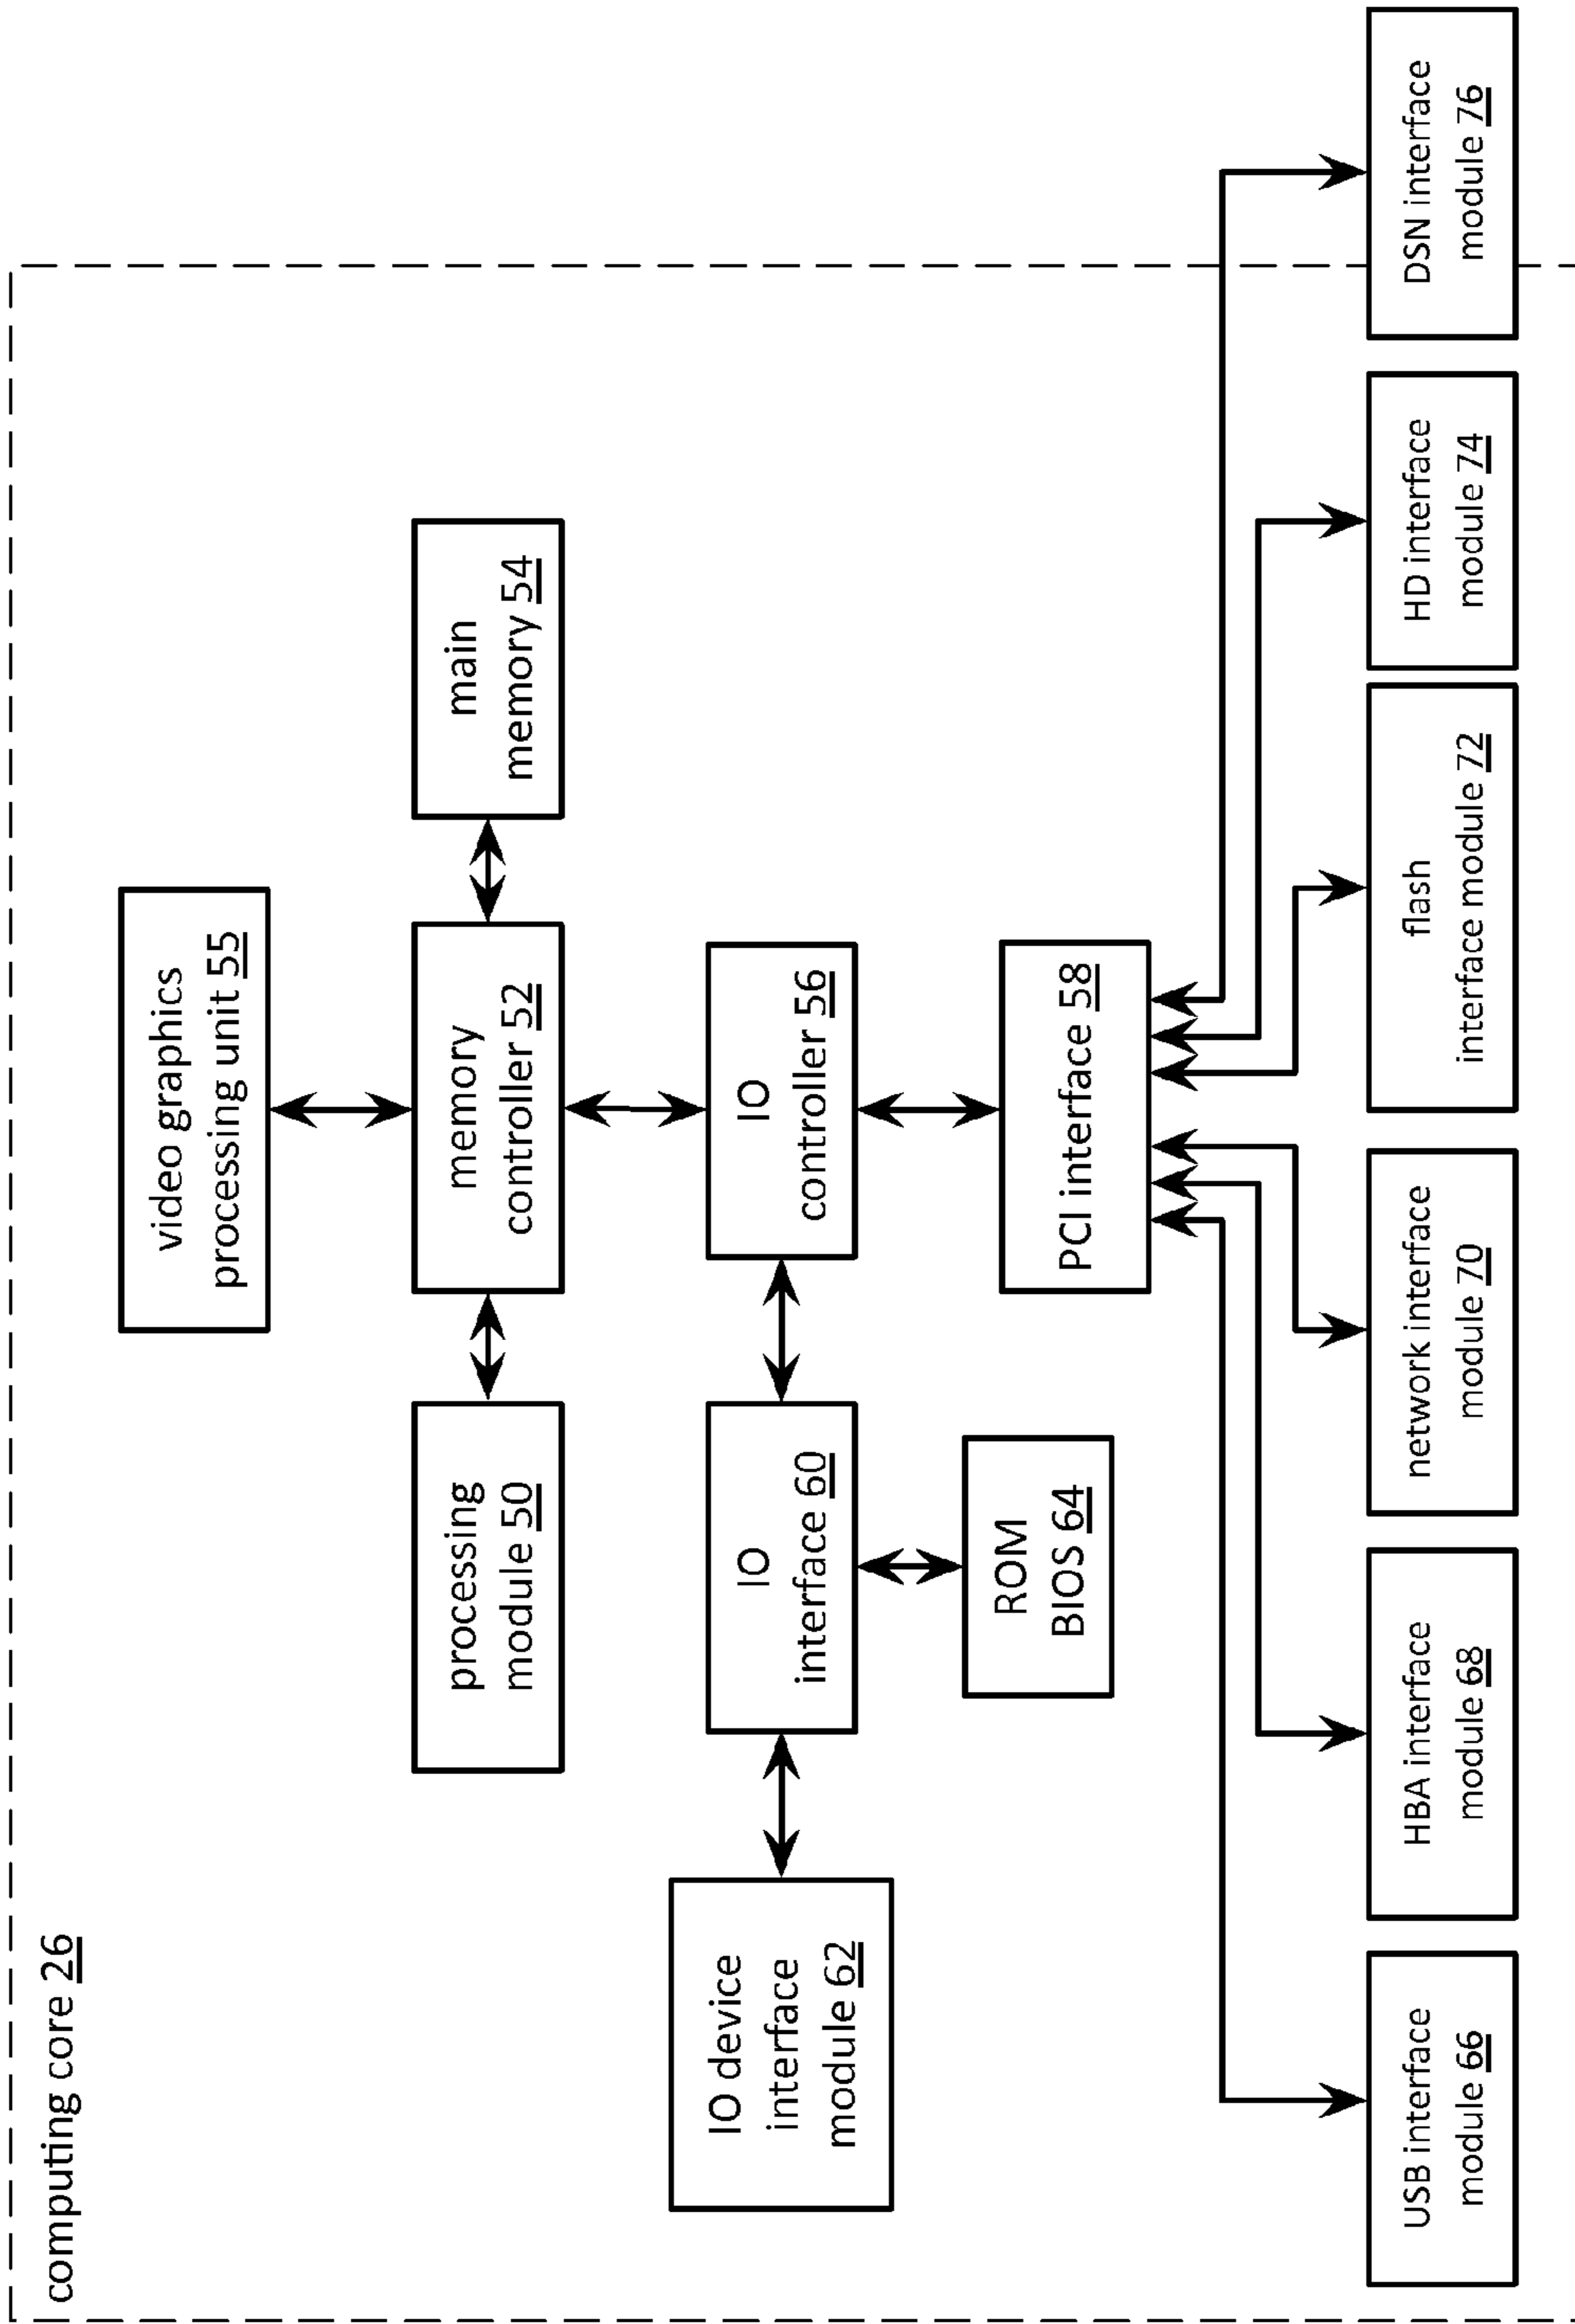 computing core 26
video graphics
processing unit 55
processing
module 50
memory
controller 52
main
memory 54
IO device
interface
module 62
IO
interface 60
IO
controller 56
ROM
BIOS 64
PCI interface 58
USB interface
module 66
HBA interface
module 68
network interface
module 70
flash
interface module 72
HD interface
module 74
DSN interface
module 76